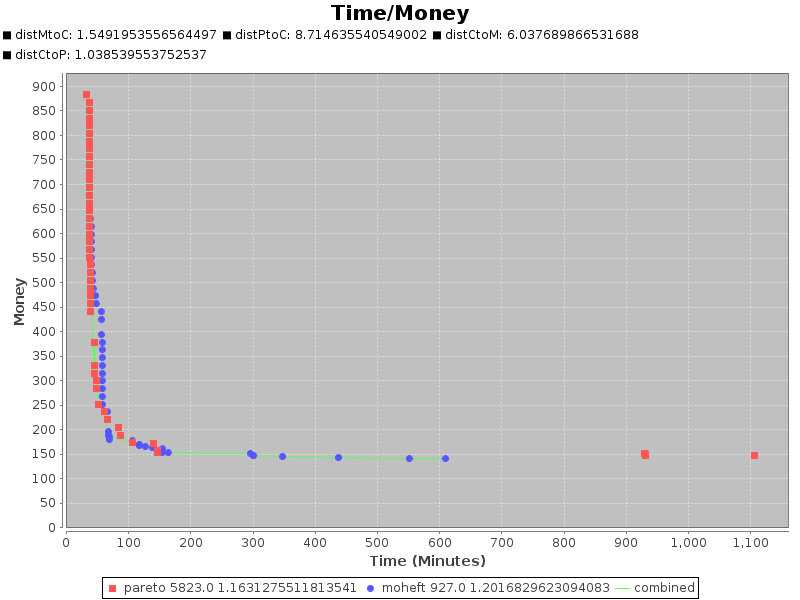 Time/Money
distMtoC: 1.5491953556564497 distPtoC: 8.714635540549002 distCtoM: 6.037689866531688
distCtoP: 1.038539553752537
900
850
800
750
700
650
600
550
500
450
400
350
300
250
200
150
100
50
0
Money
0 100 200 300 400 500 600 700 800 900 1,000 1,100
Time (Minutes)
pareto 5823.0 1.1631275511813541 moheft 927.0 1.2016829623094083 combined